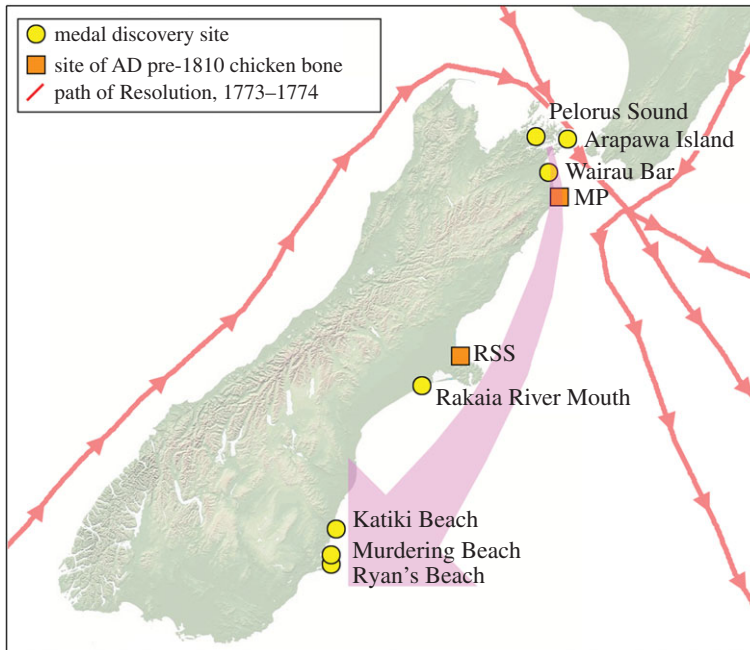 medal discovery site
site of AD pre-1810 chicken bone
path of Resolution, 1773–1774
Pelorus Sound
Arapawa Island
Wairau Bar
MP
RSS
Rakaia River Mouth
Katiki Beach
Murdering Beach
Ryan’s Beach